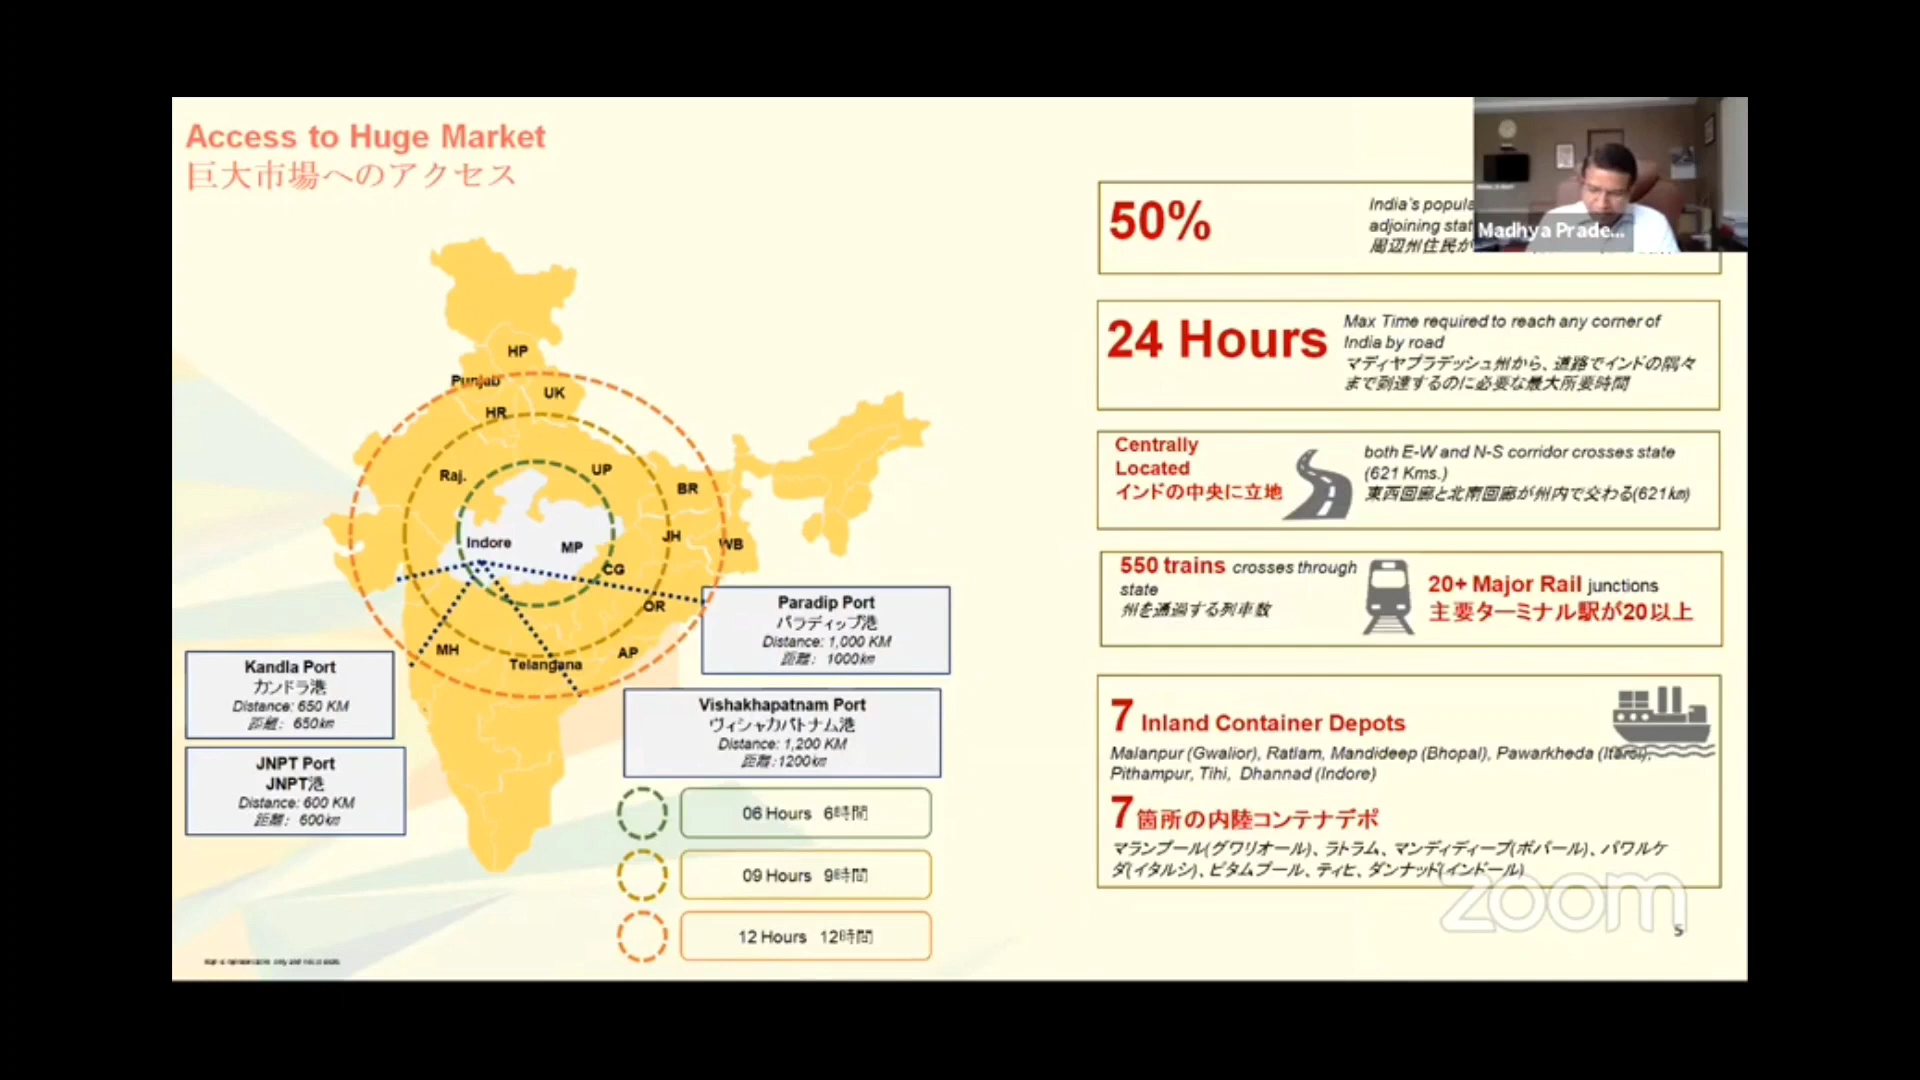 Access to Huge Market
巨大市場へのアクセス
HP
Punjab
UK
HR
Raj.
UP
BR
Indore
MP
JH
WB
CG
OR
MH
Telangana
AP
Paradip Port
パラディップ港
Distance: 1,000 KM
距離: 1000km
Kandla Port
カンドラ港
Distance: 650 KM
距離: 650km
Vishakhapatnam Port
ヴィシャカパトナム港
Distance: 1,200 KM
距離:1200km
JNPT Port
JNPT港
Distance: 600 KM
距離: 600km
06 Hours 6時間
09 Hours 9時間
12 Hours 12時間
50%
India's popula
adjoining stat
周辺州住民が
Madhya Prade...
24 Hours
Max Time required to reach any corner of
India by road
マディヤプラデッシュ州から、道路でインドの隅々
まで到達するのに必要な最大所要時間
Centrally
Located
インドの中央に立地
both E-W and N-S corridor crosses state
(621 Kms.)
東西回廊と北南回廊が州内で交わる(621km)
550 trains crosses through
state
州を通過する列車数
20+ Major Rail junctions
主要ターミナル駅が20以上
7 Inland Container Depots
Malanpur (Gwalior), Ratlam, Mandideep (Bhopal), Pawarkheda (Itarsi),
Pithampur, Tihi, Dhannad (Indore)
7箇所の内陸コンテナデポ
マランプール(グワリオール)、ラトラム、マンディディープ(ボパール)、パワルケ
ダ(イタルシ)、ピタムプール、ティヒ、ダンナッド(インドール)
zoom
5